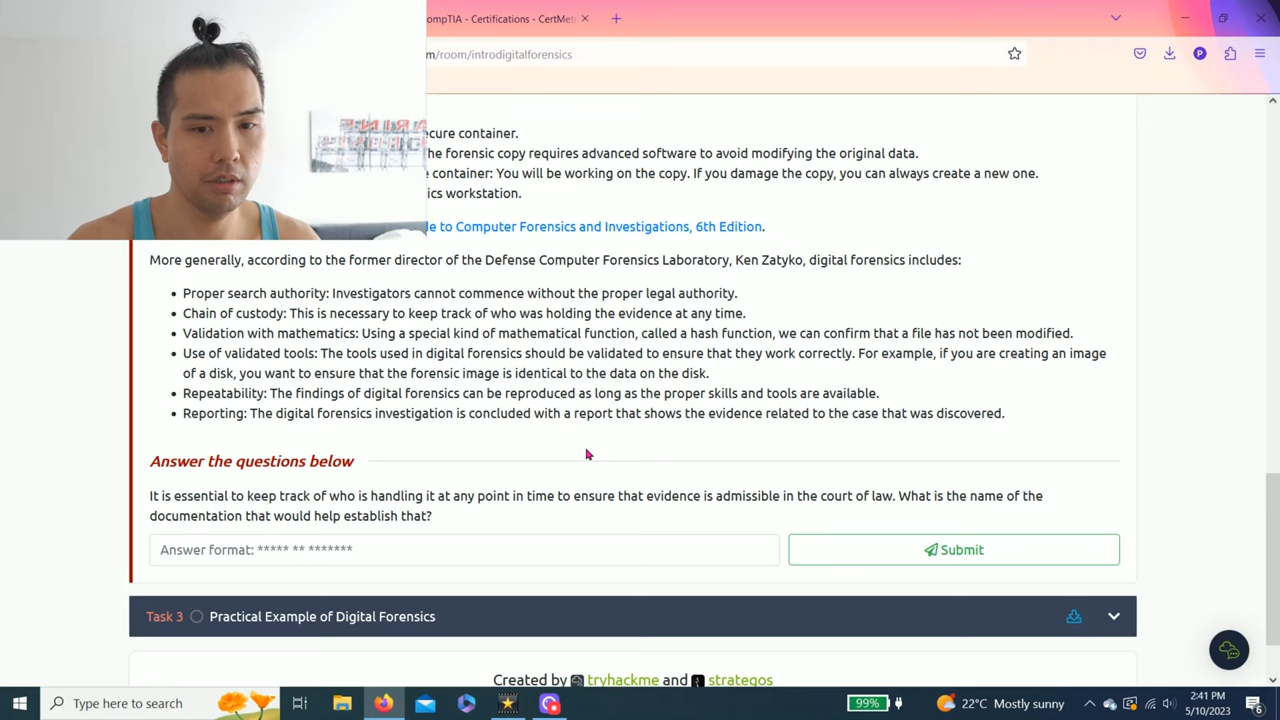 ompTIA - Certifications - CertMet
m/room/introdigitalforensics
ecure container.
he forensic copy requires advanced software to avoid modifying the original data.
e container: You will be working on the copy. If you damage the copy, you can always create a new one.
ics workstation.
e to Computer Forensics and Investigations, 6th Edition.
More generally, according to the former director of the Defense Computer Forensics Laboratory, Ken Zatyko, digital forensics includes:
• Proper search authority: Investigators cannot commence without the proper legal authority.
• Chain of custody: This is necessary to keep track of who was holding the evidence at any time.
• Validation with mathematics: Using a special kind of mathematical function, called a hash function, we can confirm that a file has not been modified.
• Use of validated tools: The tools used in digital forensics should be validated to ensure that they work correctly. For example, if you are creating an image
of a disk, you want to ensure that the forensic image is identical to the data on the disk.
• Repeatability: The findings of digital forensics can be reproduced as long as the proper skills and tools are available.
• Reporting: The digital forensics investigation is concluded with a report that shows the evidence related to the case that was discovered.
Answer the questions below
It is essential to keep track of who is handling it at any point in time to ensure that evidence is admissible in the court of law. What is the name of the
documentation that would help establish that?
Answer format: ***** ** *******
Submit
Task 3 Practical Example of Digital Forensics
Created by tryhackme and strategos
Type here to search
99%
22°C Mostly sunny
2:41 PM
5/10/2023
6